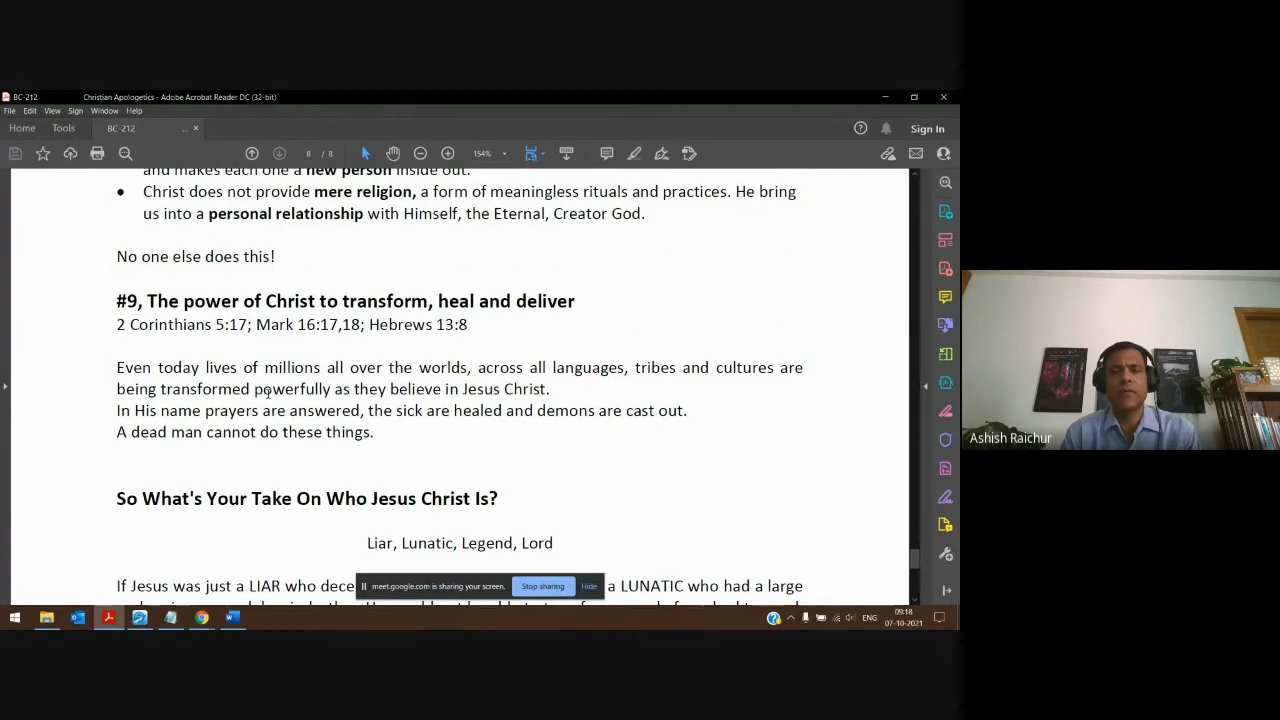 BC-212
Christian Apologetics - Adobe Acrobat Reader DC (32-bit)
File Edit View Sign Window Help
Home Tools BC-212 ... × Sign In
8 / 8 154%
and makes each one a new person inside out.
• Christ does not provide mere religion, a form of meaningless rituals and practices. He bring
us into a personal relationship with Himself, the Eternal, Creator God.
No one else does this!
#9, The power of Christ to transform, heal and deliver
2 Corinthians 5:17; Mark 16:17,18; Hebrews 13:8
Even today lives of millions all over the worlds, across all languages, tribes and cultures are
being transformed powerfully as they believe in Jesus Christ.
In His name prayers are answered, the sick are healed and demons are cast out.
A dead man cannot do these things.
So What's Your Take On Who Jesus Christ Is?
Liar, Lunatic, Legend, Lord
If Jesus was just a LIAR who dece a LUNATIC who had a large
meet.google.com is sharing your screen. Stop sharing Hide
ENG
09:18
07-10-2021
Ashish Raichur